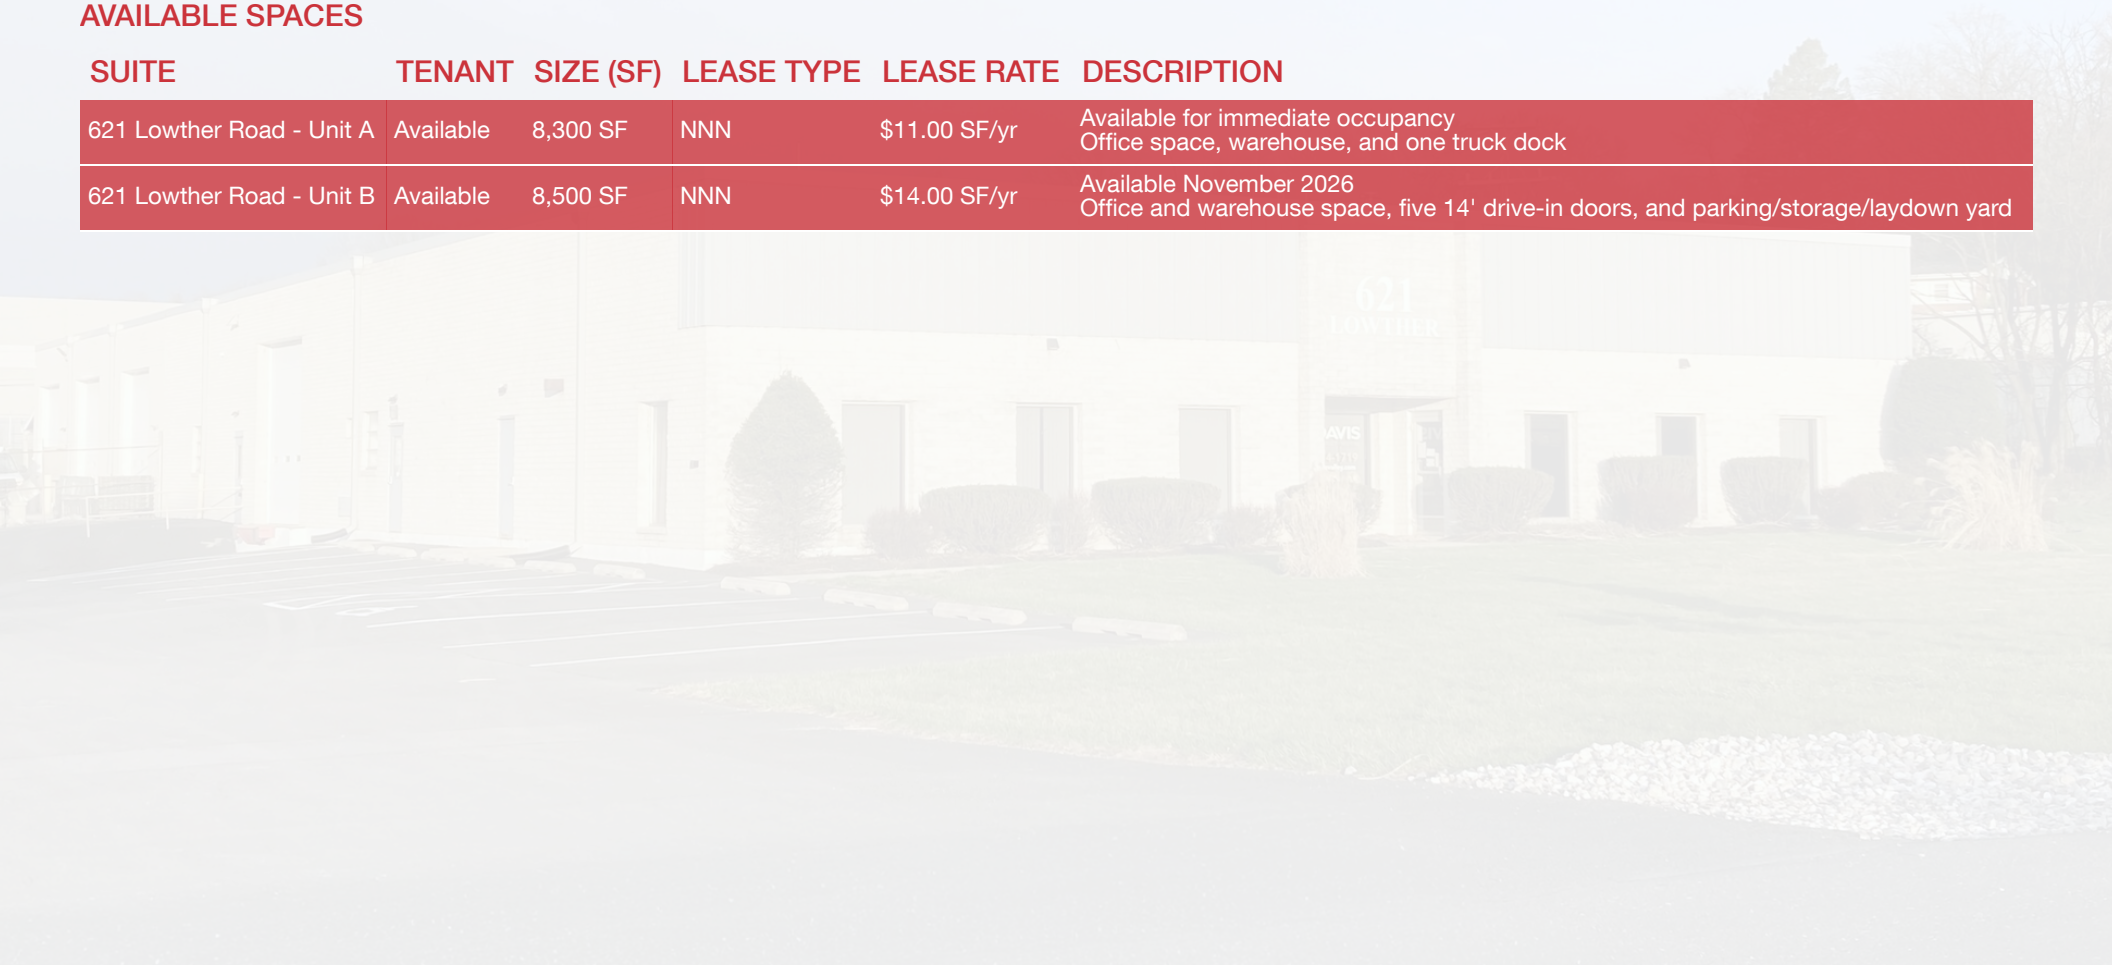 AVAILABLE SPACES
SUITE TENANT SIZE (SF) LEASE TYPE LEASE RATE DESCRIPTION
621 Lowther Road - Unit A Available 8,300 SF NNN $11.00 SF/yr Available for immediate occupancy
Office space, warehouse, and one truck dock
621 Lowther Road - Unit B Available 8,500 SF NNN $14.00 SF/yr Available November 2026
Office and warehouse space, five 14' drive-in doors, and parking/storage/laydown yard
621
LOWTHER